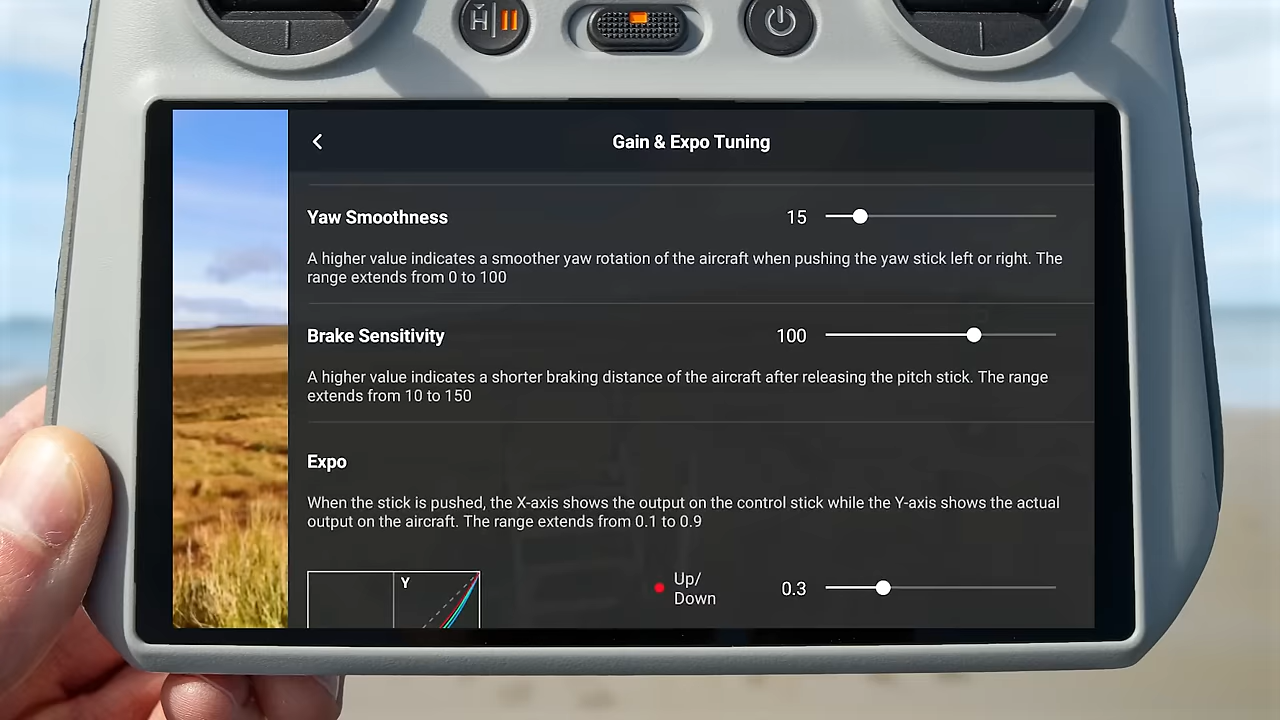 H
Gain & Expo Tuning
Yaw Smoothness 15
A higher value indicates a smoother yaw rotation of the aircraft when pushing the yaw stick left or right. The
range extends from 0 to 100
Brake Sensitivity 100
A higher value indicates a shorter braking distance of the aircraft after releasing the pitch stick. The range
extends from 10 to 150
Expo
When the stick is pushed, the X-axis shows the output on the control stick while the Y-axis shows the actual
output on the aircraft. The range extends from 0.1 to 0.9
Y
Up/
Down
0.3